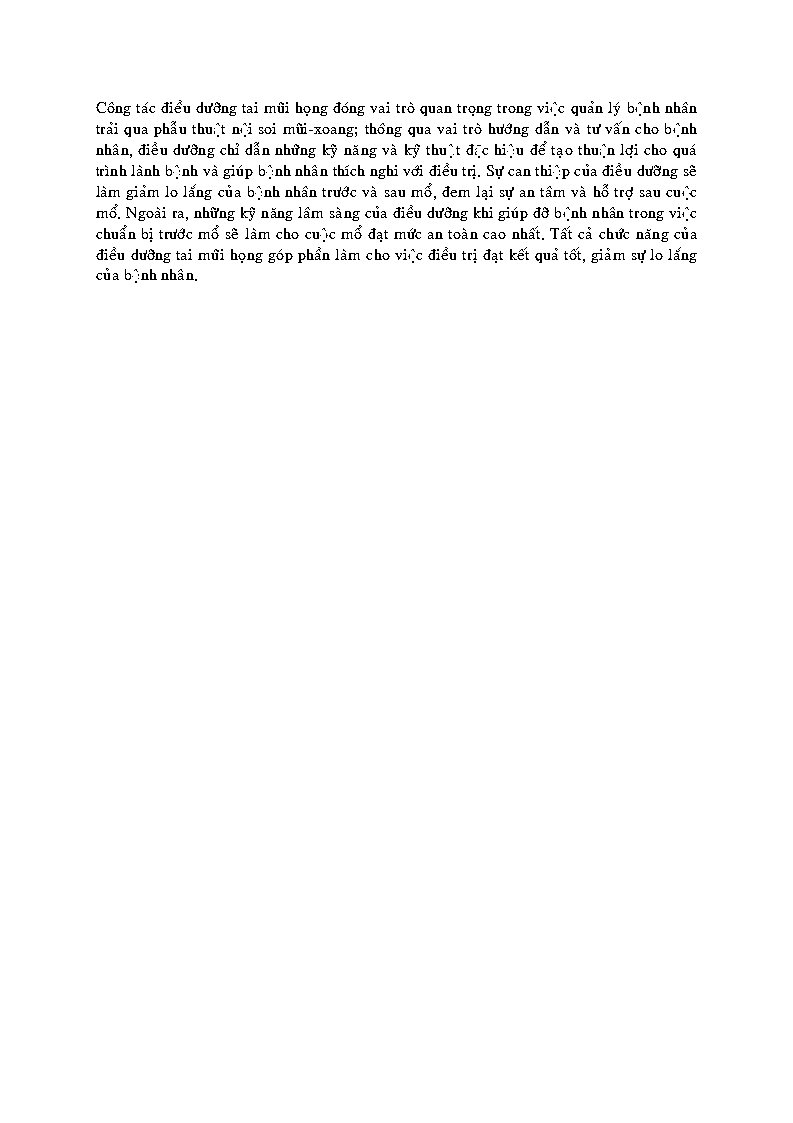 Công tác điều dưỡng tai mũi họng đóng vai trò quan trọng trong việc quản lý bệnh nhân
trải qua phẫu thuật nội soi mũi-xoang; thông qua vai trò hướng dẫn và tư vấn cho bệnh
nhân, điều dưỡng chỉ dẫn những kỹ năng và kỹ thuật đặc hiệu để tạo thuận lợi cho quá
trình lành bệnh và giúp bệnh nhân thích nghi với điều trị. Sự can thiệp của điều dưỡng sẽ
làm giảm lo lắng của bệnh nhân trước và sau mổ, đem lại sự an tâm và hỗ trợ sau cuộc
mổ. Ngoài ra, những kỹ năng lâm sàng của điều dưỡng khi giúp đỡ bệnh nhân trong việc
chuẩn bị trước mổ sẽ làm cho cuộc mổ đạt mức an toàn cao nhất. Tất cả chức năng của
điều dưỡng tai mũi họng góp phần làm cho việc điều trị đạt kết quả tốt, giảm sự lo lắng
của bệnh nhân.